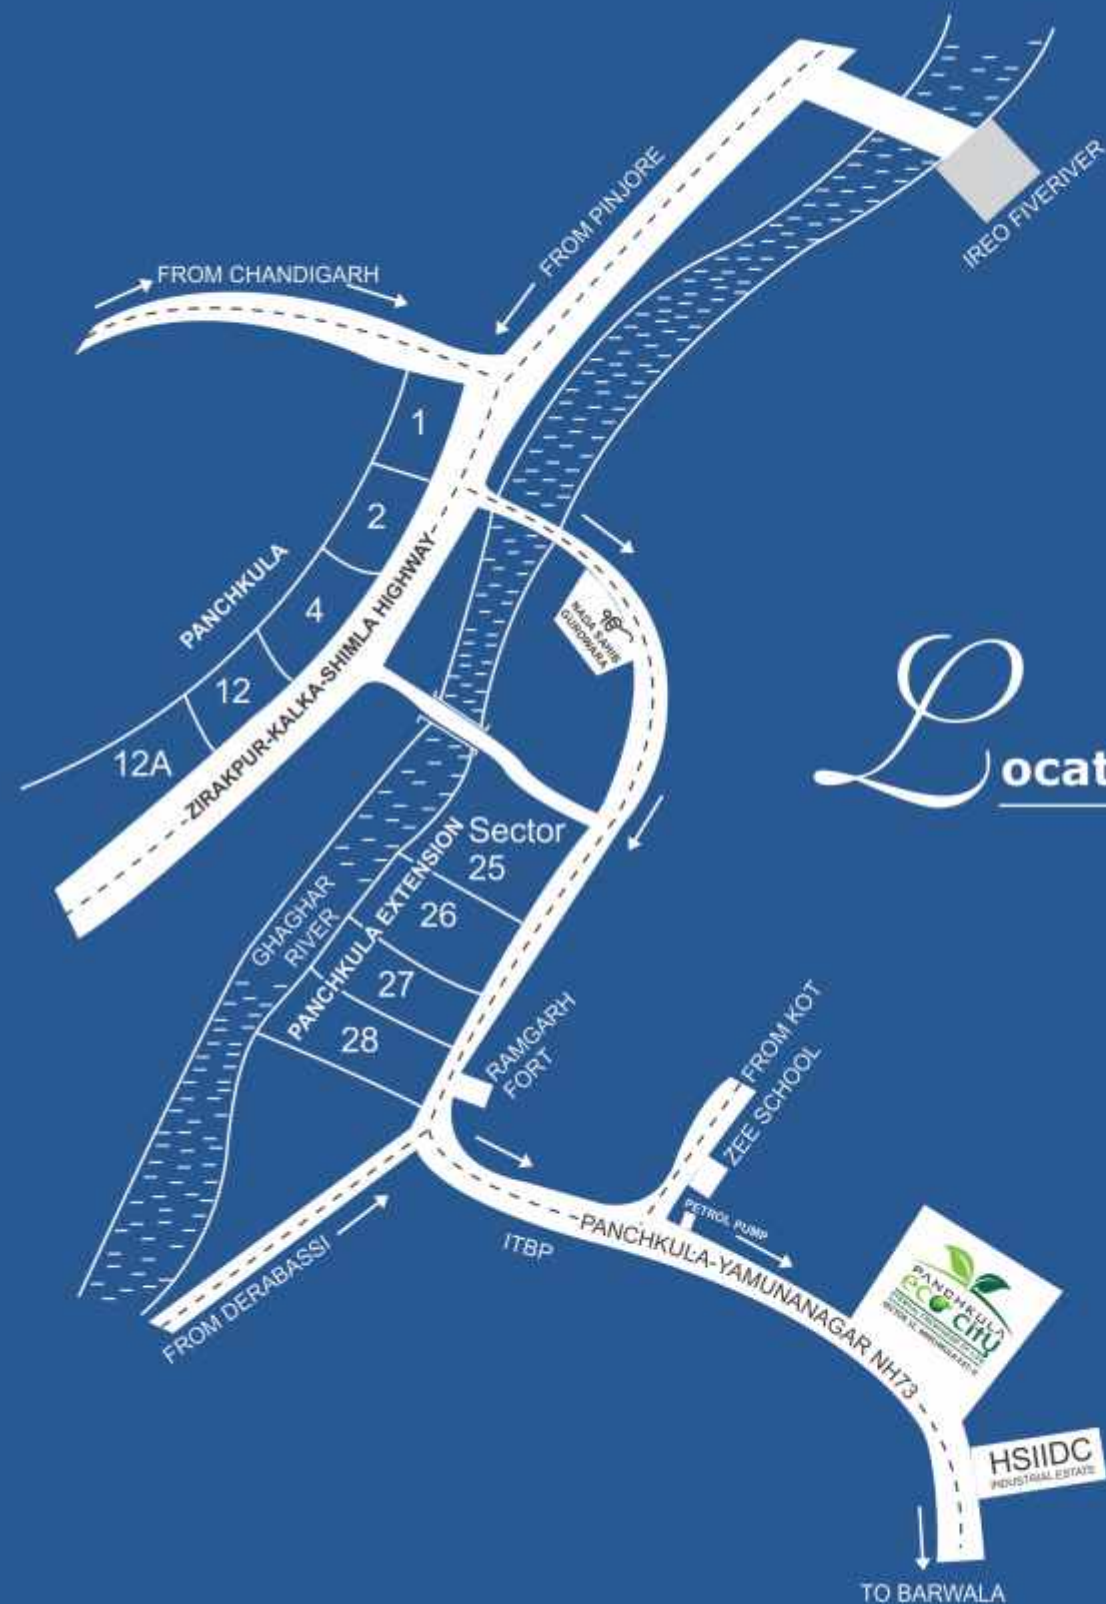 FROM CHANDIGARH
FROM PINJORE
IREO FIVERIVER
1
2
4
12
12A
PANCHKULA
ZIRAKPUR-KALKA-SHIMLA HIGHWAY
NADA SAHIB
GURDWARA
Locat
Sector
25
26
27
28
PANCHKULA EXTENSION
GHAGHAR
RIVER
RAMGARH
FORT
FROM KOT
ZEE SCHOOL
PETROL PUMP
ITBP
PANCHKULA-YAMUNANAGAR NH73
FROM DERABASSI
PANCHKULA
eco city
HSIIDC
INDUSTRIAL ESTATE
TO BARWALA